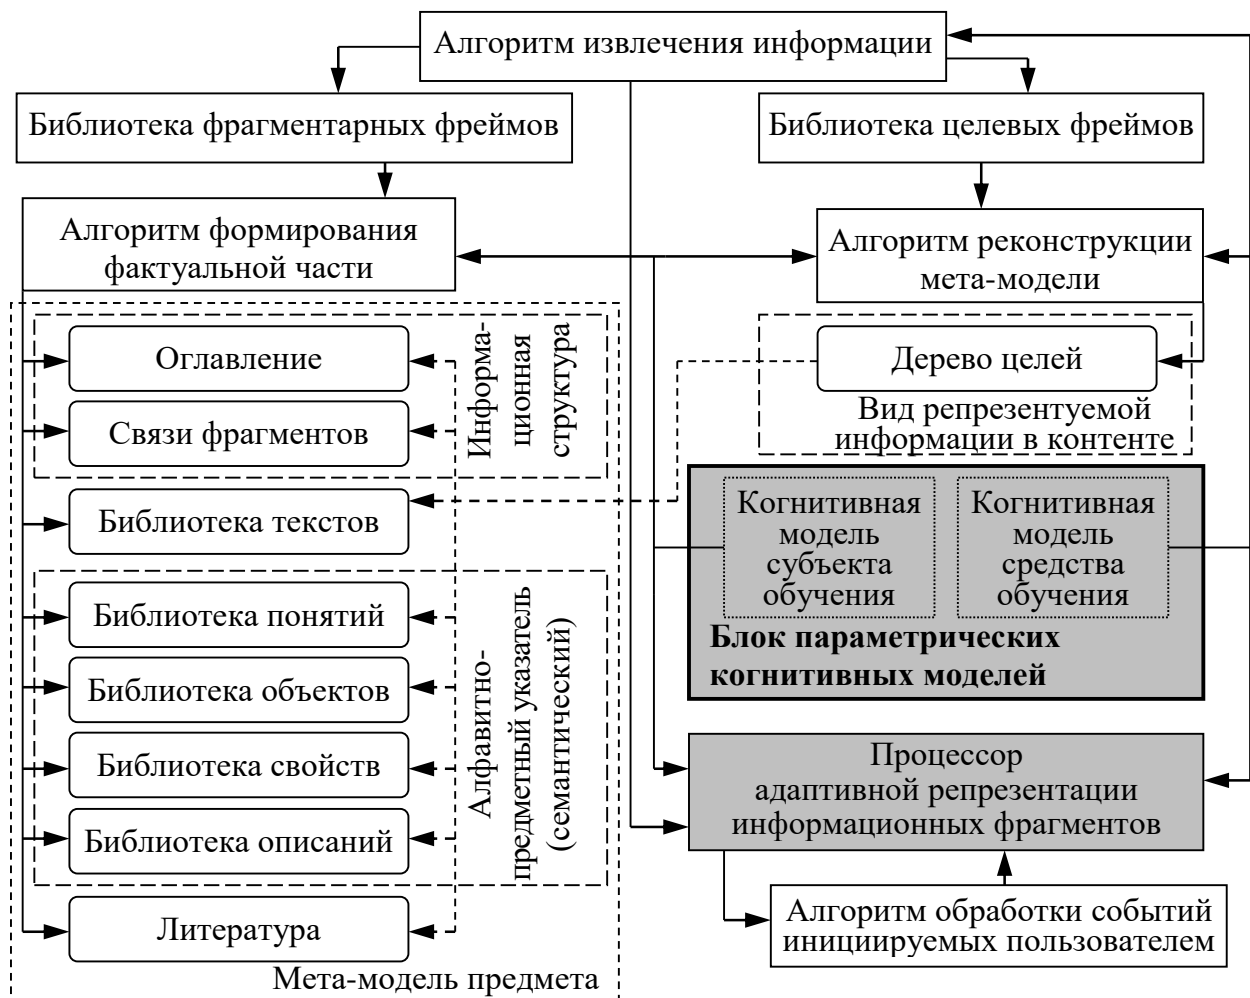 Алгоритм извлечения информации
Библиотека фрагментарных фреймов
Библиотека целевых фреймов
Алгоритм формирования
фактуальной части
Алгоритм реконструкции
мета-модели
Оглавление
Связи фрагментов
Информа-
ционная
структура
Дерево целей
Вид репрезентуемой
информации в контенте
Библиотека текстов
Когнитивная
модель
субъекта
обучения
Когнитивная
модель
средства
обучения
Блок параметрических
когнитивных моделей
Библиотека понятий
Библиотека объектов
Библиотека свойств
Библиотека описаний
Алфавитно-
предметный указатель
(семантический)
Процессор
адаптивной репрезентации
информационных фрагментов
Литература
Алгоритм обработки событий
инициируемых пользователем
Мета-модель предмета